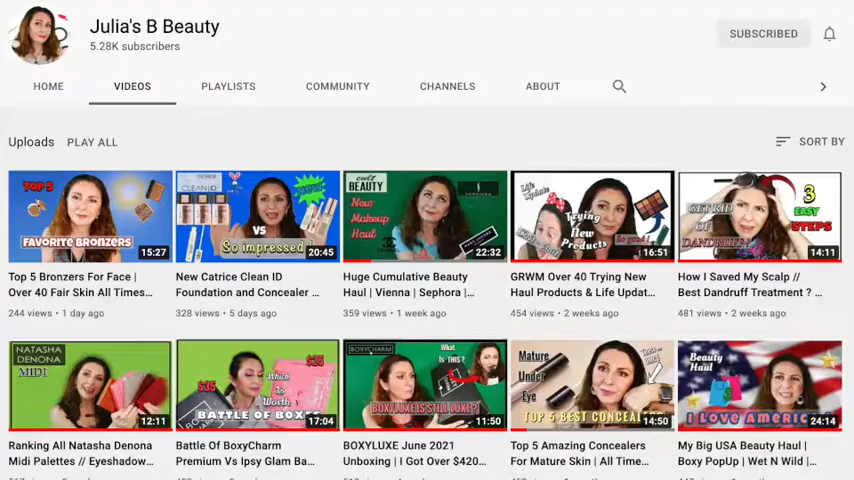 Julia's B Beauty
5.28K subscribers
SUBSCRIBED
HOME VIDEOS PLAYLISTS COMMUNITY CHANNELS ABOUT
Uploads PLAY ALL SORT BY
TOP 5
FAVORITE BRONZERS
15:27
CLEAN ID
NEW
VS
So impressed
20:45
cult
BEAUTY
SEPHORA
New
Makeup
Haul
CHANEL
22:32
Life
Update
Trying
New
Products
So good!
16:51
GET RID
OF
DANDRUFF
3
EASY
STEPS
14:11
Top 5 Bronzers For Face |
Over 40 Fair Skin All Times...
244 views • 1 day ago
New Catrice Clean ID
Foundation and Concealer ...
328 views • 5 days ago
Huge Cumulative Beauty
Haul | Vienna | Sephora |...
359 views • 1 week ago
GRWM Over 40 Trying New
Haul Products & Life Updat...
454 views • 2 weeks ago
How I Saved My Scalp //
Best Dandruff Treatment ? ...
481 views • 2 weeks ago
NATASHA
DENONA
MIDI
12:11
$35
$28
Which
Is
Worth
BATTLE OF BOXES
17:04
BOXYCHARM
What
Is THIS?
BOXYLUXE IS STILL LUXE?
11:50
Mature
Under
Eye
TOP 5 BEST CONCEALERS
14:50
Beauty
Haul
I LOVE AMERICA
24:14
Ranking All Natasha Denona
Midi Palettes // Eyeshadow...
Battle Of BoxyCharm
Premium Vs Ipsy Glam Ba...
BOXYLUXE June 2021
Unboxing | I Got Over $420...
Top 5 Amazing Concealers
For Mature Skin | All Time...
My Big USA Beauty Haul |
Boxy PopUp | Wet N Wild |...